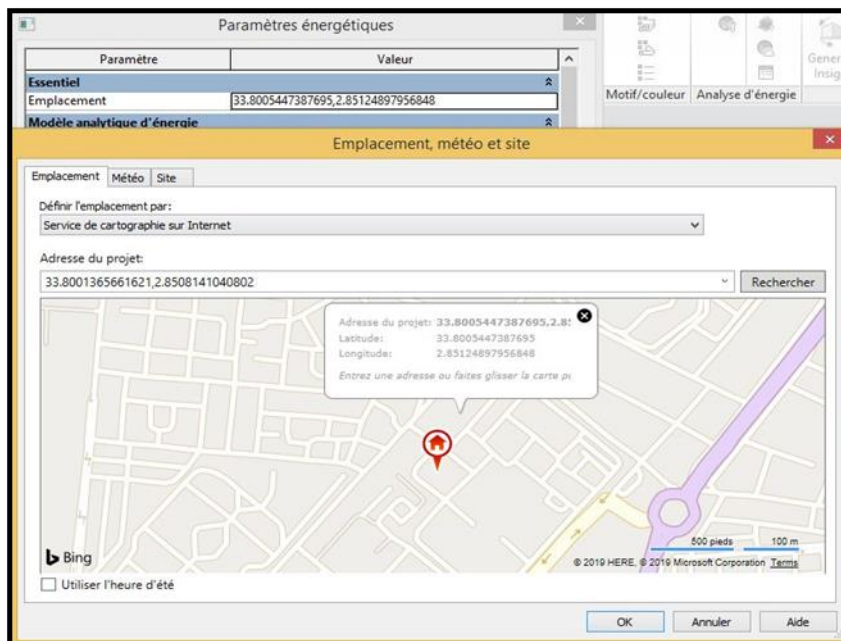 Paramètres énergétiques
Paramètre Valeur
Essentiel
Emplacement 33.8005447387695,2.85124897956848
Modèle analytique d'énergie
Motif/couleur Analyse d'énergie
Emplacement, météo et site
Emplacement Météo Site
Définir l'emplacement par:
Service de cartographie sur Internet
Adresse du projet:
33.8001365661621,2.8508141040802 Rechercher
Adresse du projet: 33.8005447387695,2.8
Latitude: 33.8005447387695
Longitude: 2.85124897956848
Entrez une adresse ou faites glisser la carte
500 pieds 100 m
Bing
© 2019 HERE, © 2019 Microsoft Corporation Terms
Utiliser l'heure d'été
OK Annuler Aide